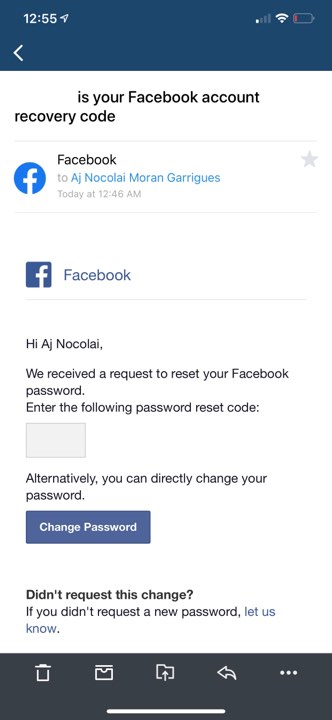 12:55
is your Facebook account
recovery code
Facebook
to Aj Nocolai Moran Garrigues
Today at 12:46 AM
Facebook
Hi Aj Nocolai,
We received a request to reset your Facebook
password.
Enter the following password reset code:
Alternatively, you can directly change your
password.
Change Password
Didn't request this change?
If you didn't request a new password, let us
know.